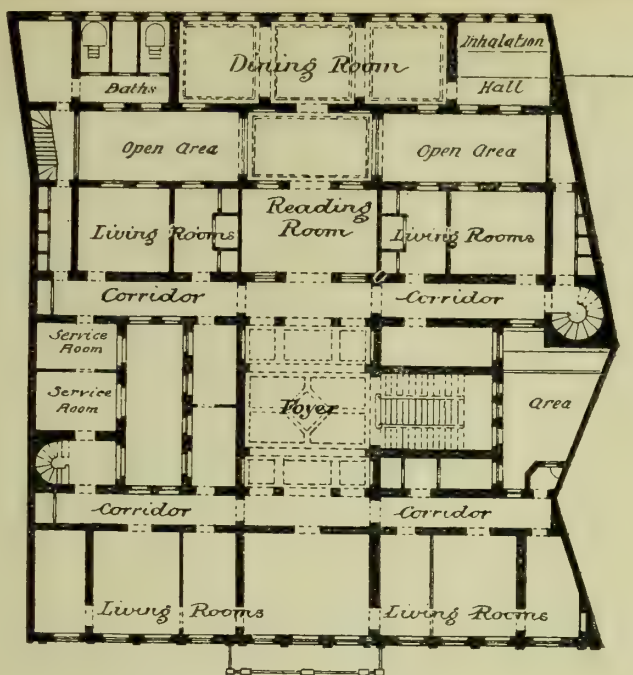 Inhalation
Dining Room
Baths
Hall
Open Area
Open Area
Reading
Room
Living Rooms
Living Rooms
Corridor
Corridor
Service
Room
Service
Room
Foyer
Area
Corridor
Corridor
Living Rooms
Living Rooms